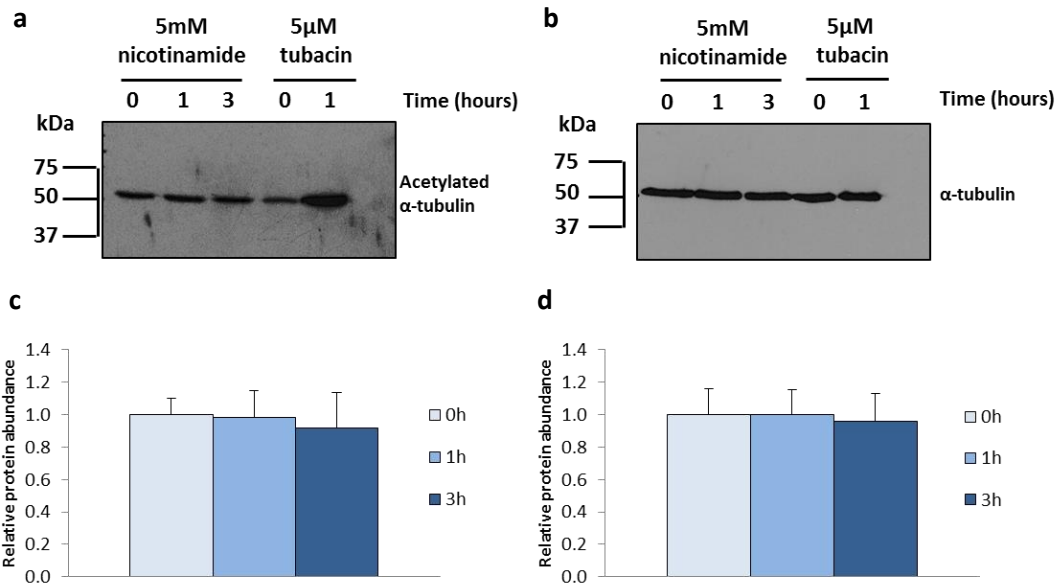 a
5mM
nicotinamide
5µM
tubacin
0 1 3 0 1 Time (hours)
kDa
75
50
37
Acetylated
α-tubulin
b
5mM
nicotinamide
5µM
tubacin
0 1 3 0 1 Time (hours)
kDa
75
50
37
α-tubulin
c
Relative protein abundance
1.4
1.2
1.0
0.8
0.6
0.4
0.2
0.0
0h
1h
3h
d
Relative protein abundance
1.4
1.2
1.0
0.8
0.6
0.4
0.2
0.0
0h
1h
3h